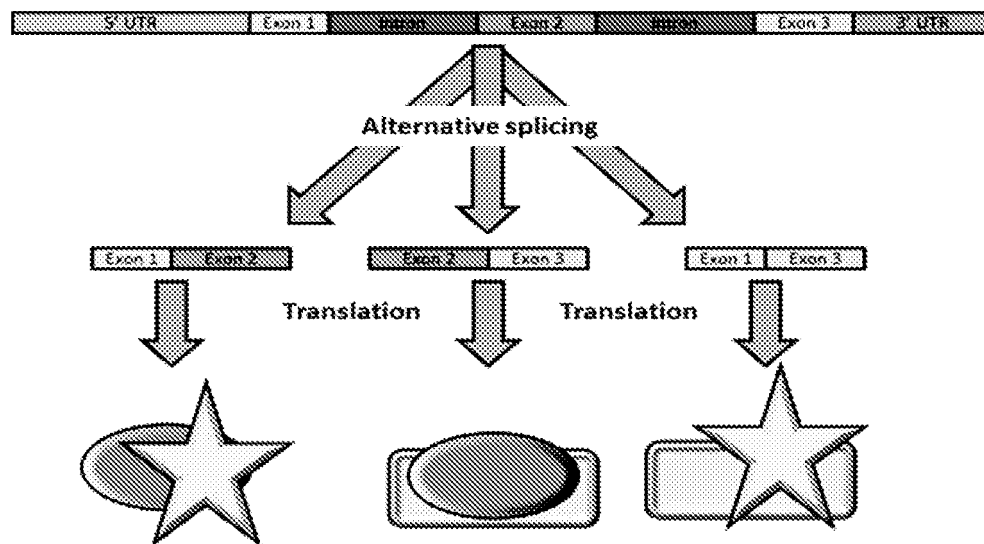 5' UTR Exon 1 Intron Exon 2 Intron Exon 3 3' UTR
Alternative splicing
Exon 1 Exon 2 Exon 2 Exon 3 Exon 1 Exon 3
Translation Translation